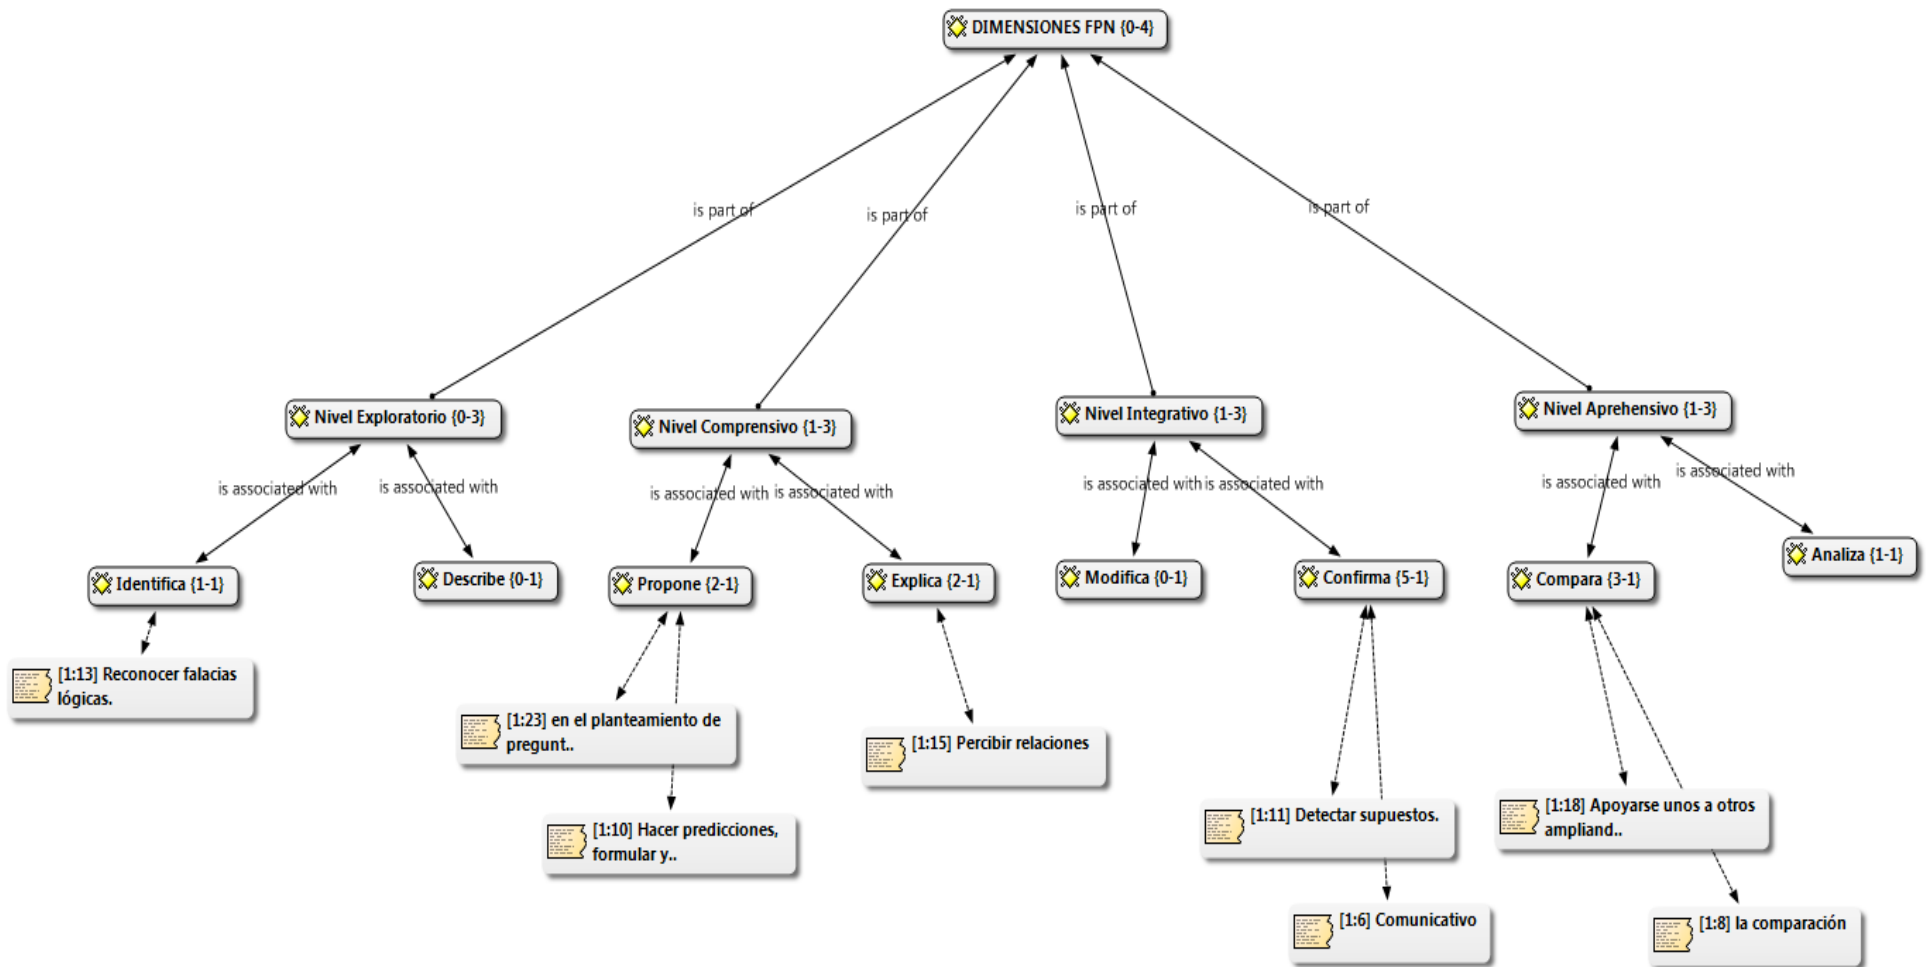 DIMENSIONES FPN {0-4}
is part of
is part of
is part of
is part of
Nivel Exploratorio {0-3}
Nivel Comprensivo {1-3}
Nivel Integrativo {1-3}
Nivel Aprehensivo {1-3}
is associated with
is associated with
is associated with
is associated with
is associated with
is associated with
is associated with
is associated with
Identifica {1-1}
Describe {0-1}
Propone {2-1}
Explica {2-1}
Modifica {0-1}
Confirma {5-1}
Compara {3-1}
Analiza {1-1}
[1:13] Reconocer falacias
lógicas.
[1:23] en el planteamiento de
pregunt..
[1:15] Percibir relaciones
[1:10] Hacer predicciones,
formular y..
[1:11] Detectar supuestos.
[1:18] Apoyarse unos a otros
ampliand..
[1:6] Comunicativo
[1:8] la comparación